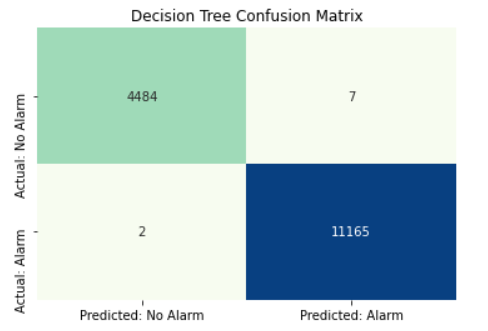 Decision Tree Confusion Matrix
Actual: No Alarm
4484 7
Actual: Alarm
2 11165
Predicted: No Alarm Predicted: Alarm